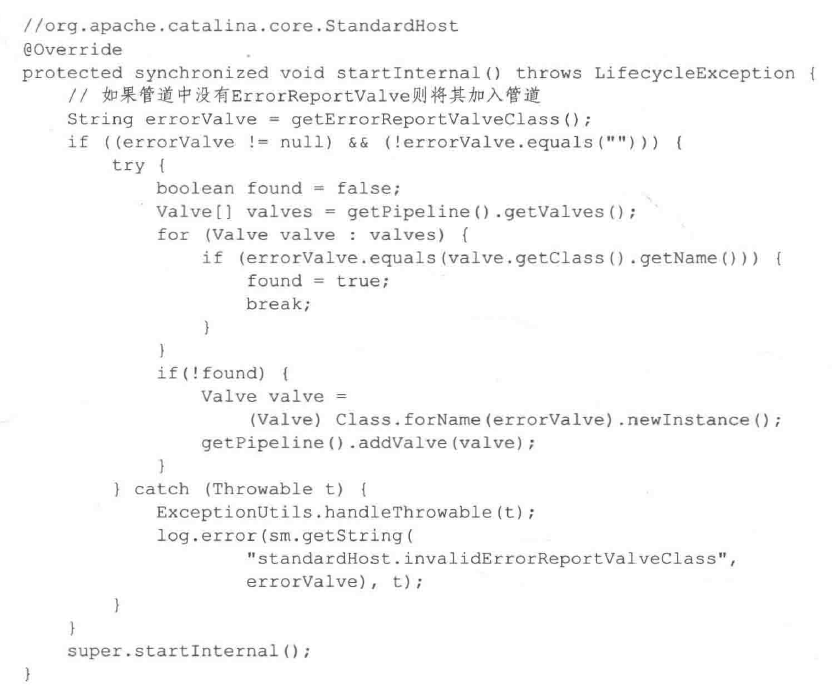 //org.apache.catalina.core.StandardHost
@Override
protected synchronized void startInternal() throws LifecycleException {
    // 如果管道中没有ErrorReportValve则将其加入管道
    String errorValve = getErrorReportValveClass();
    if ((errorValve != null) && (!errorValve.equals(""))) {
        try {
            boolean found = false;
            Valve[] valves = getPipeline().getValves();
            for (Valve valve : valves) {
                if (errorValve.equals(valve.getClass().getName())) {
                    found = true;
                    break;
                }
            }
            if(!found) {
                Valve valve =
                    (Valve) Class.forName(errorValve).newInstance();
                getPipeline().addValve(valve);
            }
        } catch (Throwable t) {
            ExceptionUtils.handleThrowable(t);
            log.error(sm.getString(
                    "standardHost.invalidErrorReportValveClass",
                    errorValve), t);
        }
    }
    super.startInternal();
}